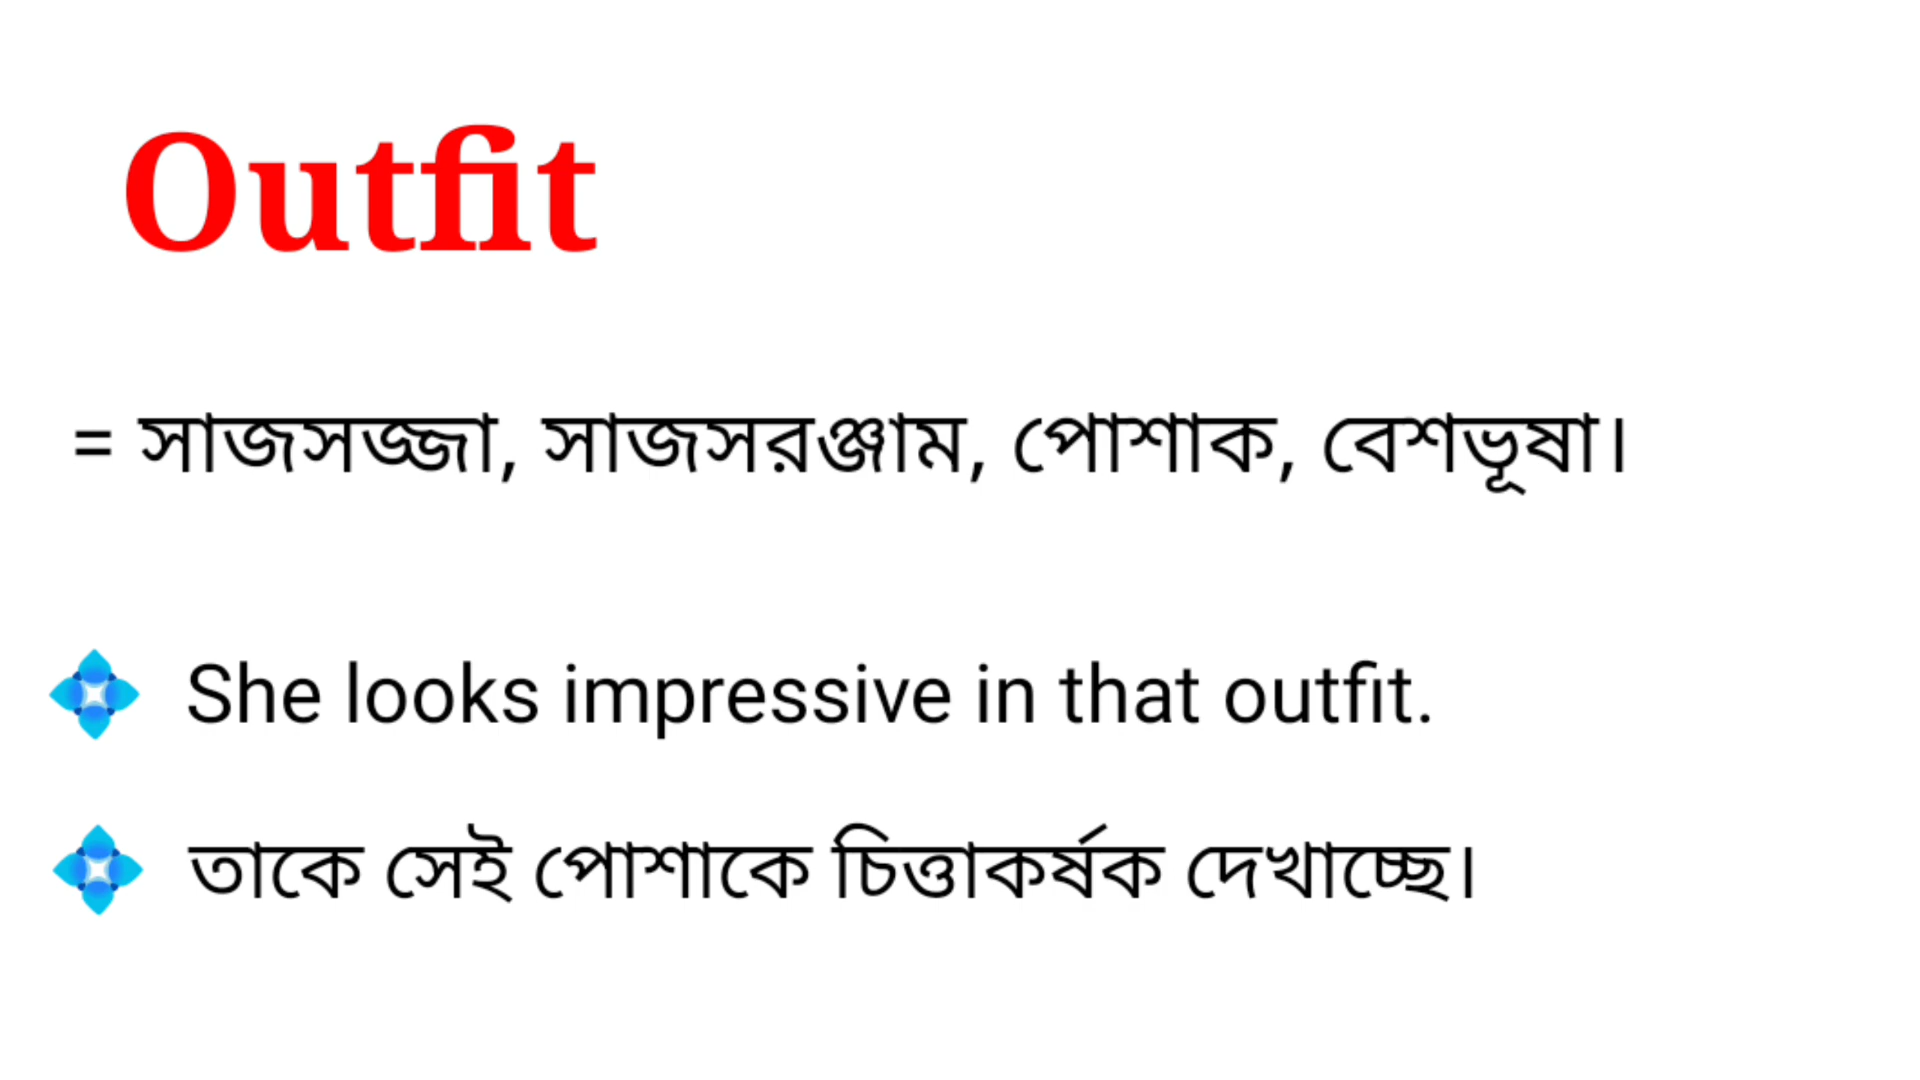 Outfit
= সাজসজ্জা, সাজসরঞ্জাম, পোশাক, বেশভূষা।
She looks impressive in that outfit.
তাকে সেই পোশাকে চিত্তাকর্ষক দেখাচ্ছে।